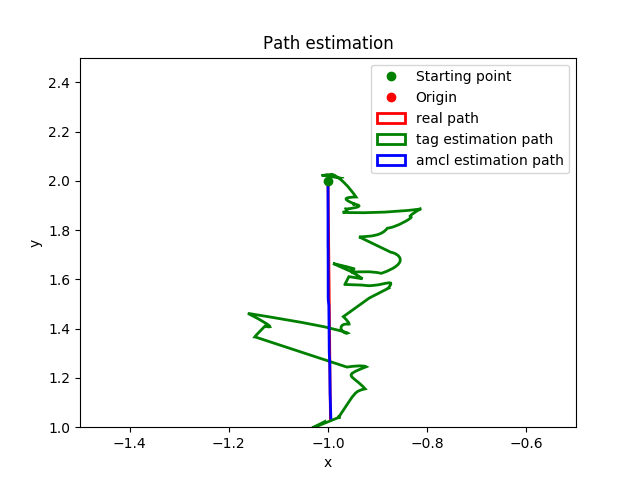 Path estimation
Starting point
Origin
real path
tag estimation path
amcl estimation path
y
2.4
2.2
2.0
1.8
1.6
1.4
1.2
1.0
−1.4 −1.2 −1.0 −0.8 −0.6
x